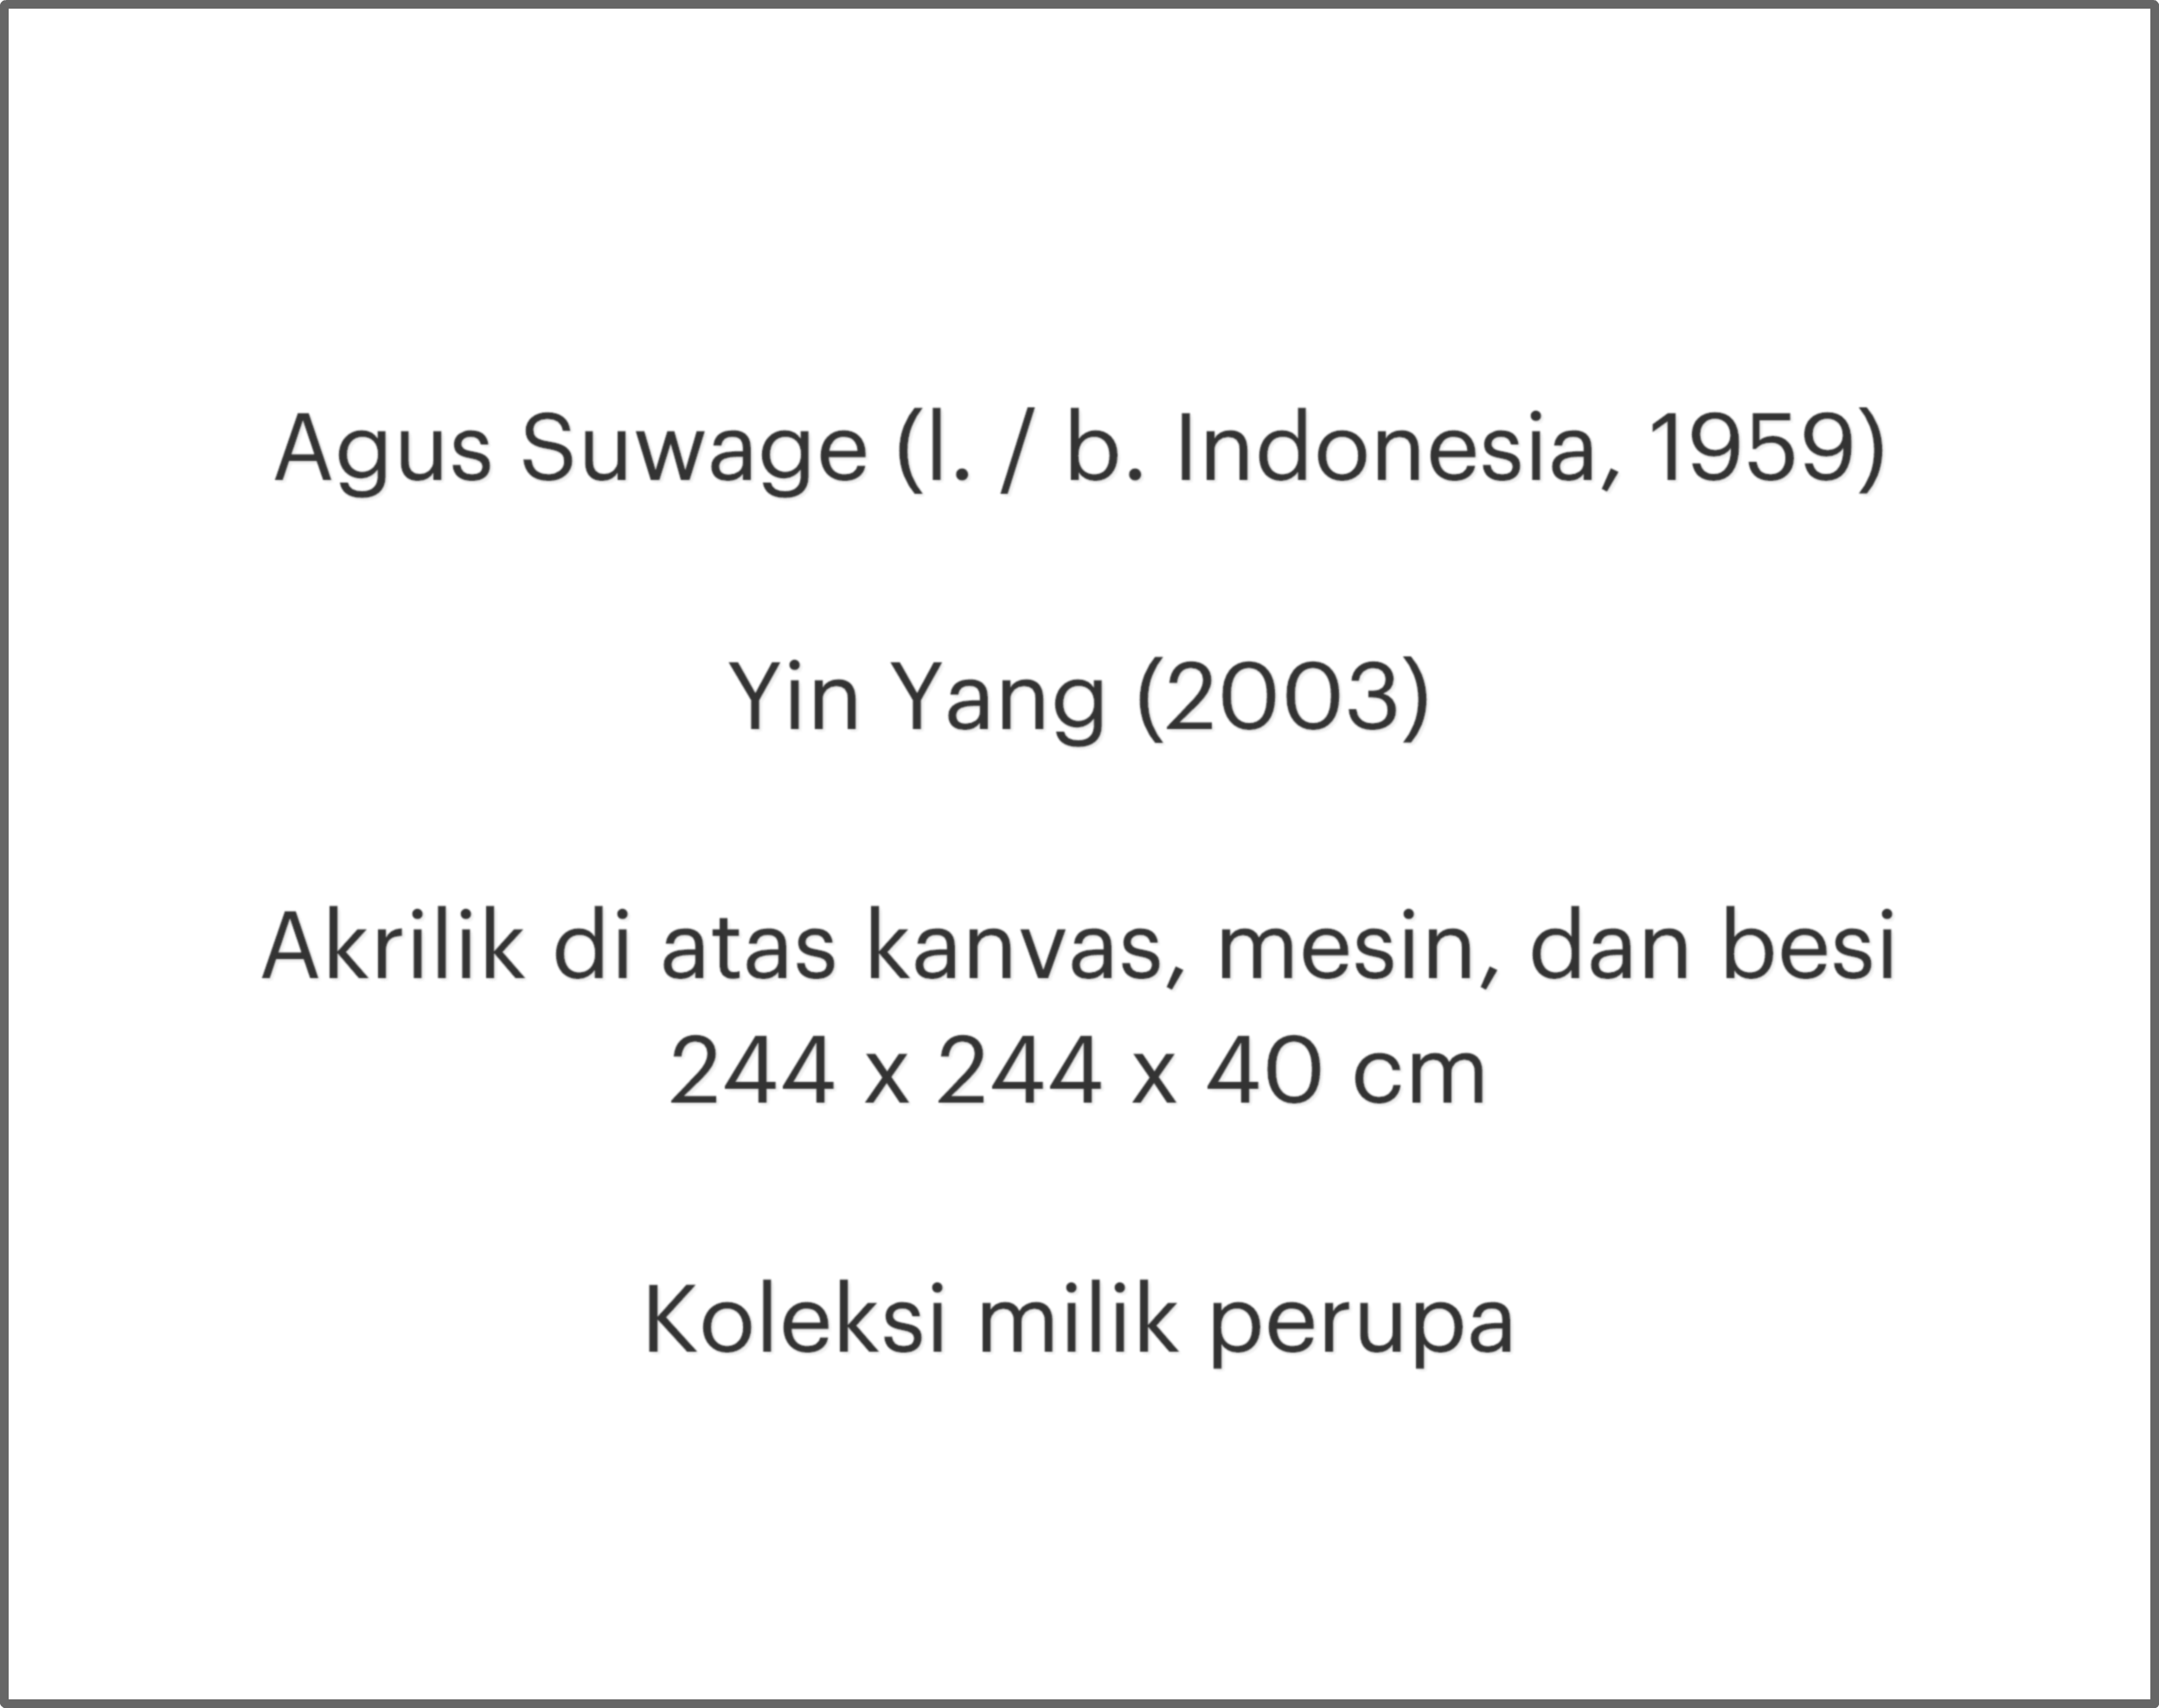 Agus Suwage (l. / b. Indonesia, 1959)
Yin Yang (2003)
Akrilik di atas kanvas, mesin, dan besi
244 x 244 x 40 cm
Koleksi milik perupa